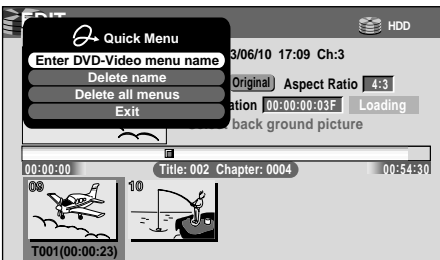 EDIT
HDD
Quick Menu
Enter DVD-Video menu name
Delete name
Delete all menus
Exit
3/06/10 17:09 Ch:3
Original Aspect Ratio 4:3
ation 00:00:00:03F Loading
back ground picture
00:00:00 Title: 002 Chapter: 0004 00:54:30
09 10
T001(00:00:23)